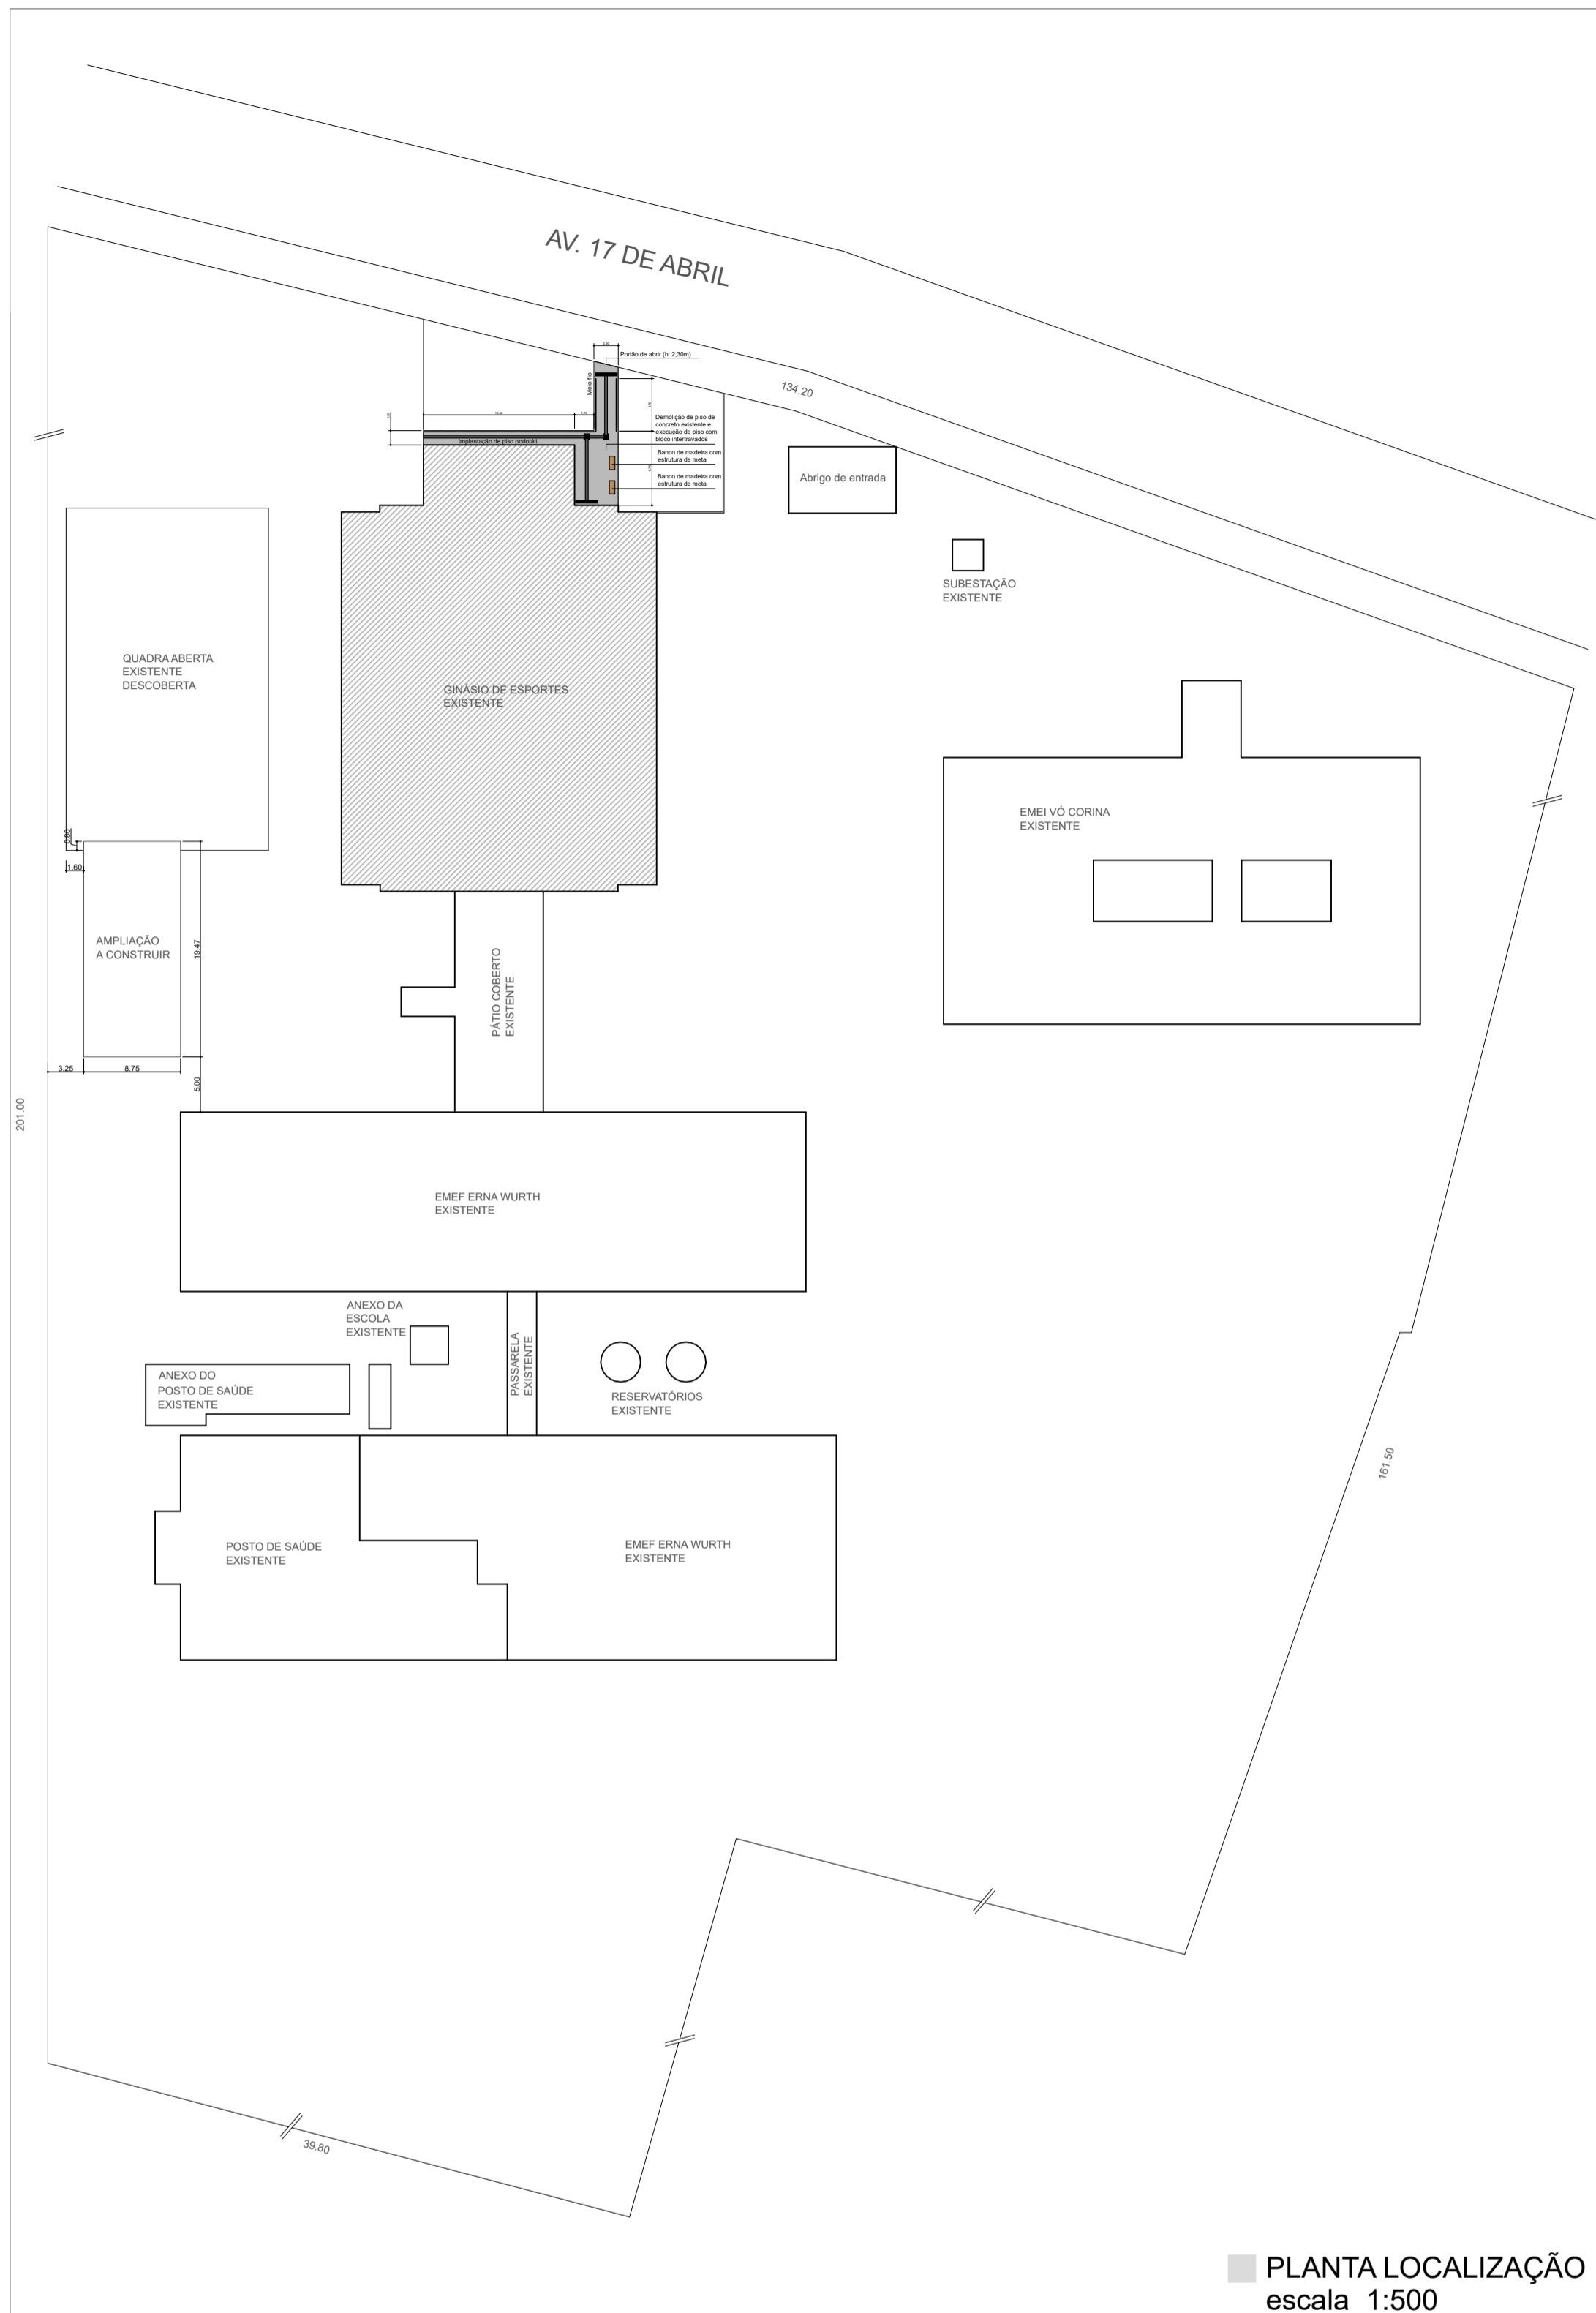 AV. 17 DE ABRIL
Portão de abrir (h: 2,30m)
Meio-fio
134.20
Demolição de piso de
concreto existente e
execução de piso com
bloco intertravados
Implantação de piso podotátil
Banco de madeira com
estrutura de metal
Banco de madeira com
estrutura de metal
Abrigo de entrada
SUBESTAÇÃO
EXISTENTE
QUADRA ABERTA
EXISTENTE
DESCOBERTA
GINÁSIO DE ESPORTES
EXISTENTE
EMEI VÓ CORINA
EXISTENTE
0.80
1.60
AMPLIAÇÃO
A CONSTRUIR
19.47
PÁTIO COBERTO
EXISTENTE
3.25
8.75
5.00
201.00
EMEF ERNA WURTH
EXISTENTE
ANEXO DA
ESCOLA
EXISTENTE
PASSARELA
EXISTENTE
ANEXO DO
POSTO DE SAÚDE
EXISTENTE
RESERVATÓRIOS
EXISTENTE
161.50
POSTO DE SAÚDE
EXISTENTE
EMEF ERNA WURTH
EXISTENTE
39.80
PLANTA LOCALIZAÇÃO
escala 1:500